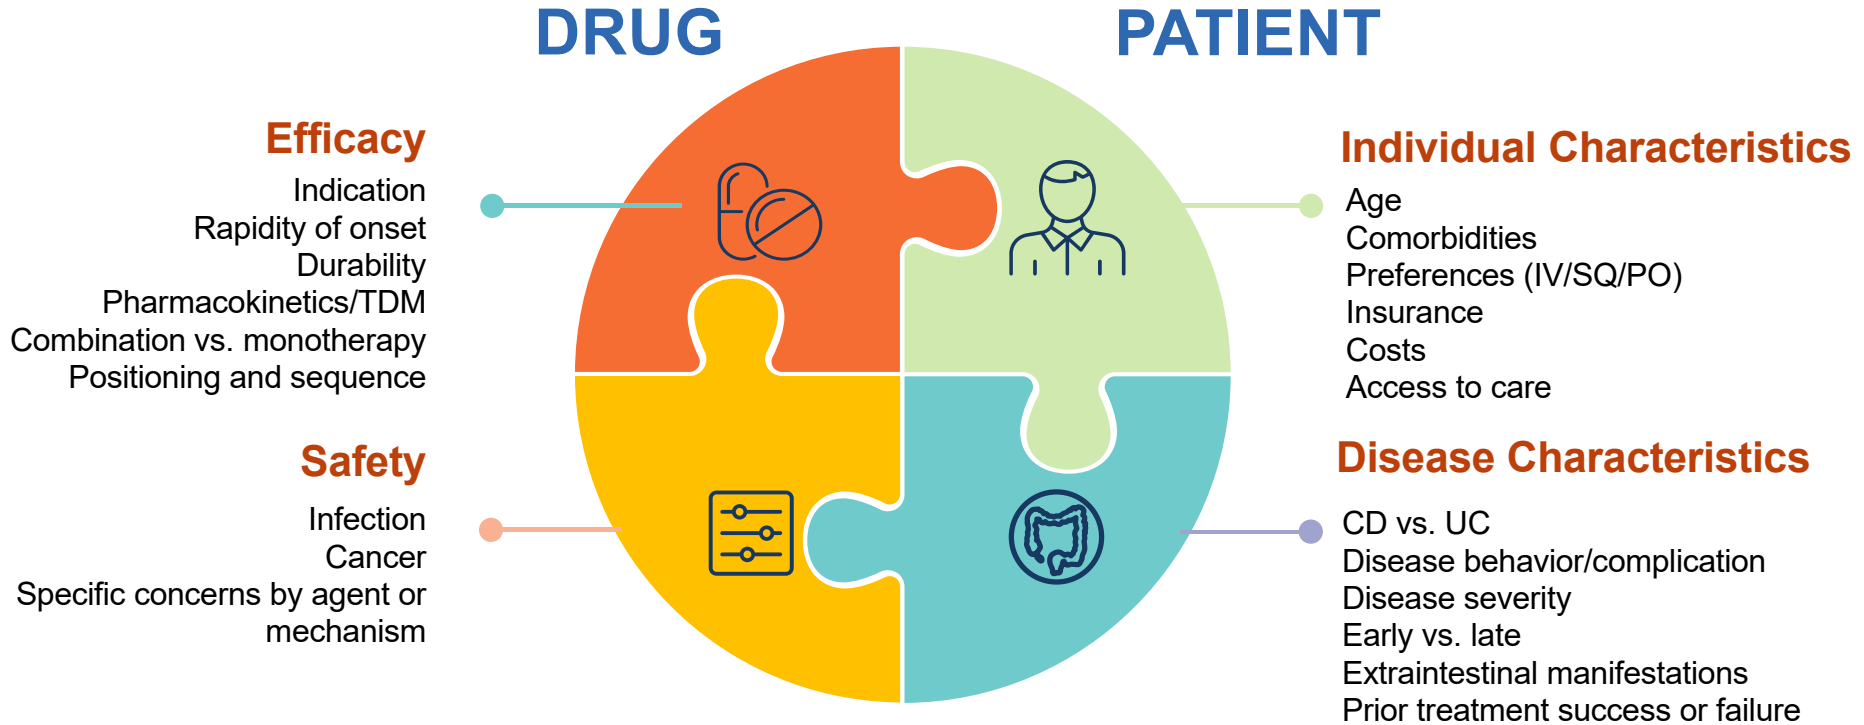 DRUG
PATIENT
Efficacy
Indication
Rapidity of onset
Durability
Pharmacokinetics/TDM
Combination vs. monotherapy
Positioning and sequence
Safety
Infection
Cancer
Specific concerns by agent or
mechanism
Individual Characteristics
Age
Comorbidities
Preferences (IV/SQ/PO)
Insurance
Costs
Access to care
Disease Characteristics
CD vs. UC
Disease behavior/complication
Disease severity
Early vs. late
Extraintestinal manifestations
Prior treatment success or failure